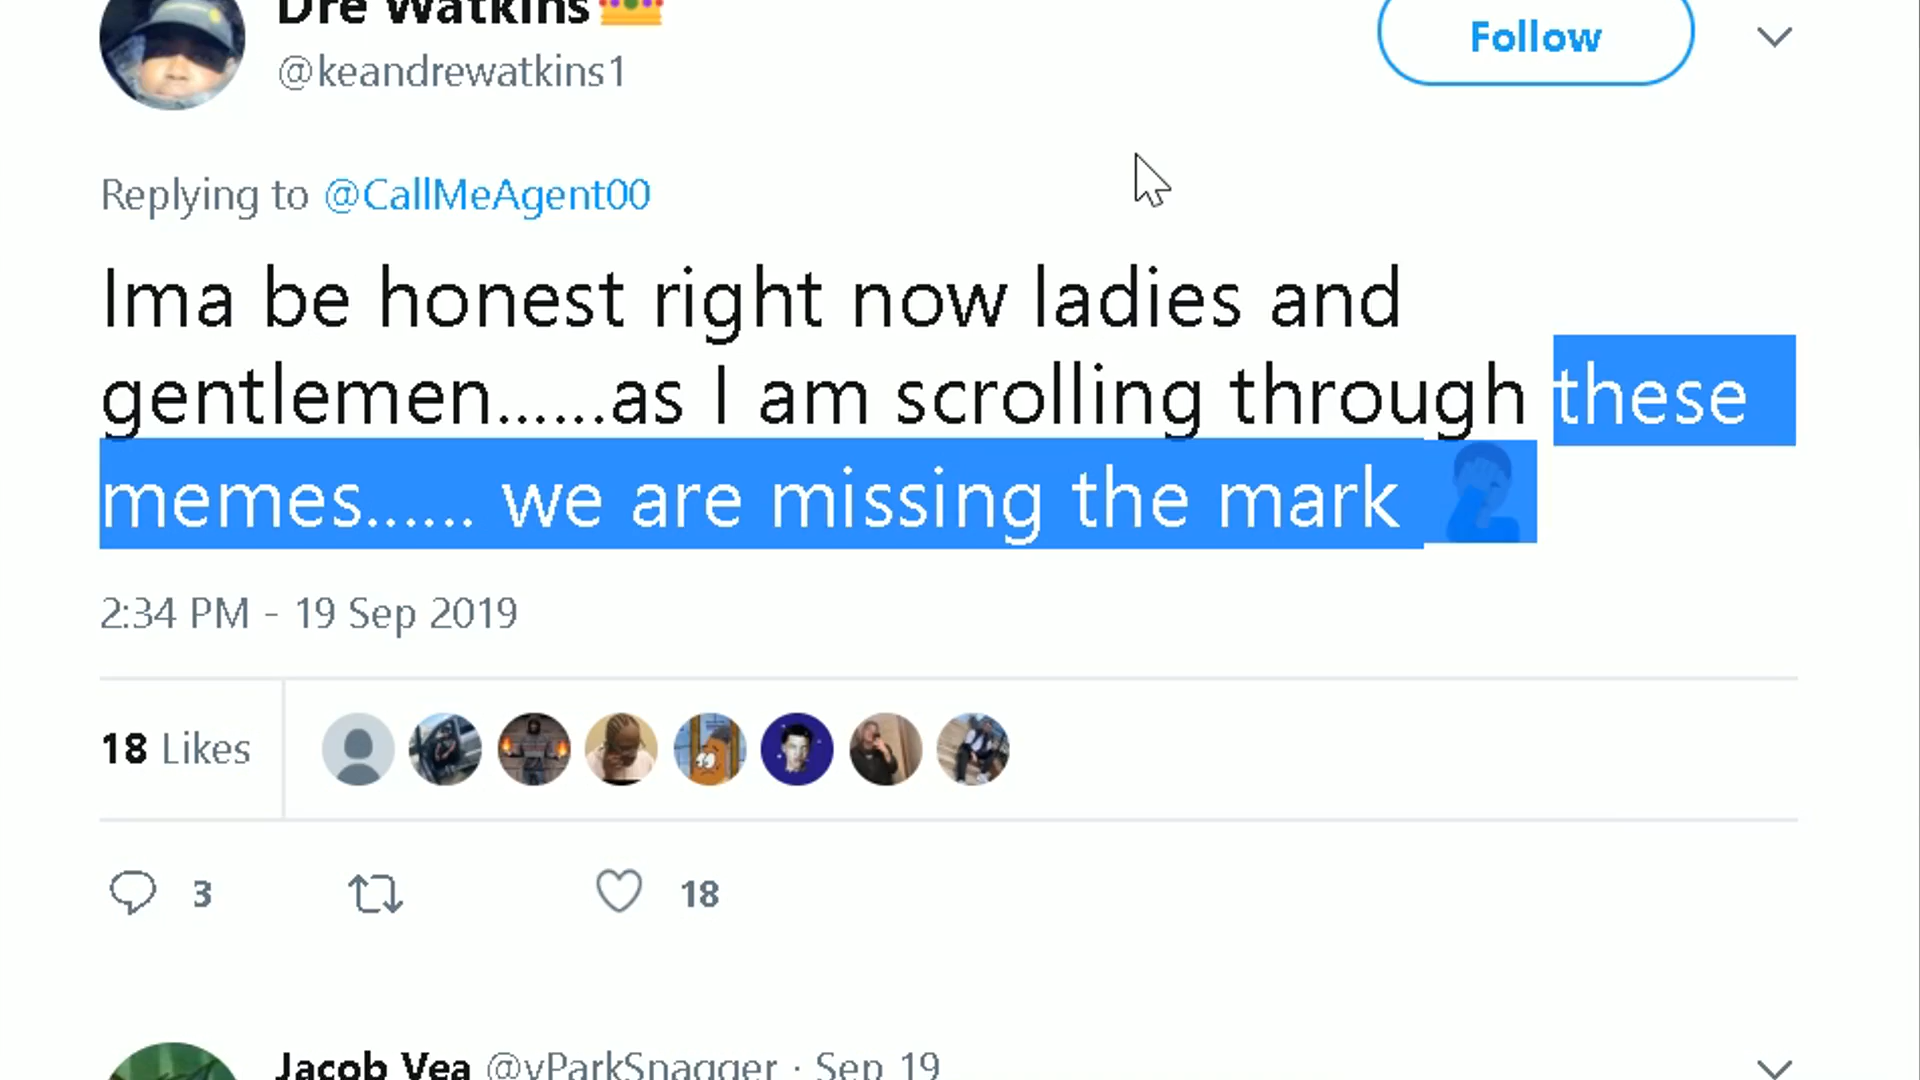 Dre Watkins
@keandrewatkins1
Follow
Replying to @CallMeAgent00
Ima be honest right now ladies and
gentlemen......as I am scrolling through these
memes...... we are missing the mark
2:34 PM - 19 Sep 2019
18 Likes
3
18
Jacob Vea @vParkSnagger · Sep 19